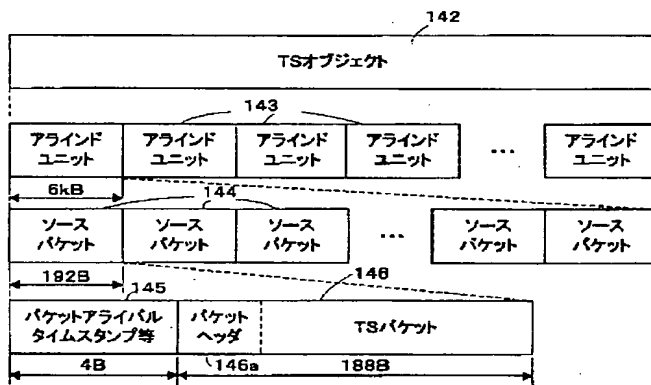 142
TSオブジェクト
143
アラインド
ユニット
アラインド
ユニット
アラインド
ユニット
アラインド
ユニット
...
アラインド
ユニット
6kB
144
ソース
パケット
ソース
パケット
ソース
パケット
...
ソース
パケット
ソース
パケット
192B
145
146
パケットアライバル
タイムスタンプ等
パケット
ヘッダ
TSパケット
4B
146a
188B